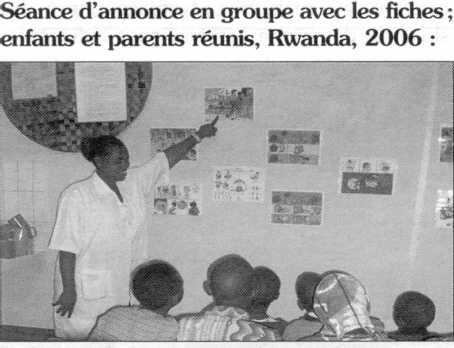 Séance d’annonce en groupe avec les fiches ;
enfants et parents réunis, Rwanda, 2006 :